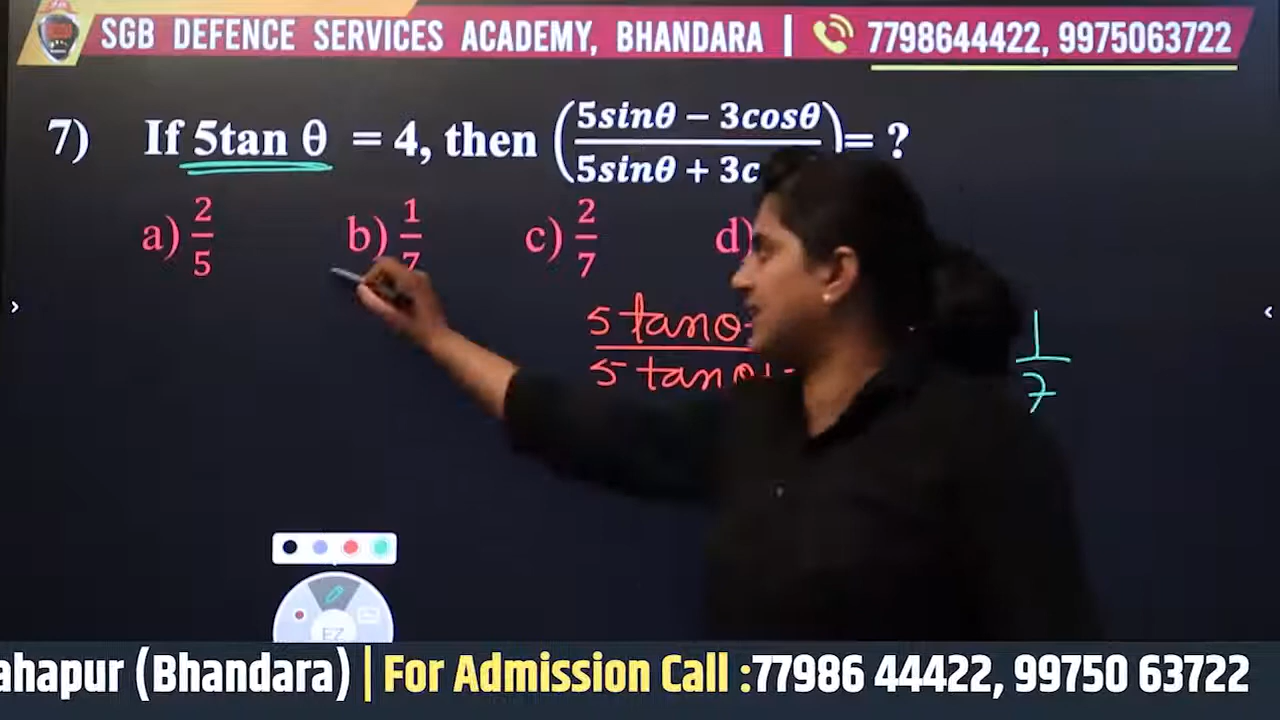 SGB DEFENCE SERVICES ACADEMY, BHANDARA | 7798644422, 9975063722
7) If 5tan θ = 4, then (5sinθ − 3cosθ / 5sinθ + 3c = ?
a) 2/5 b) 1/7 c) 2/7 d)
5 tanθ
5 tanθ +
1/7
EZ
ahapur (Bhandara) | For Admission Call :77986 44422, 99750 63722